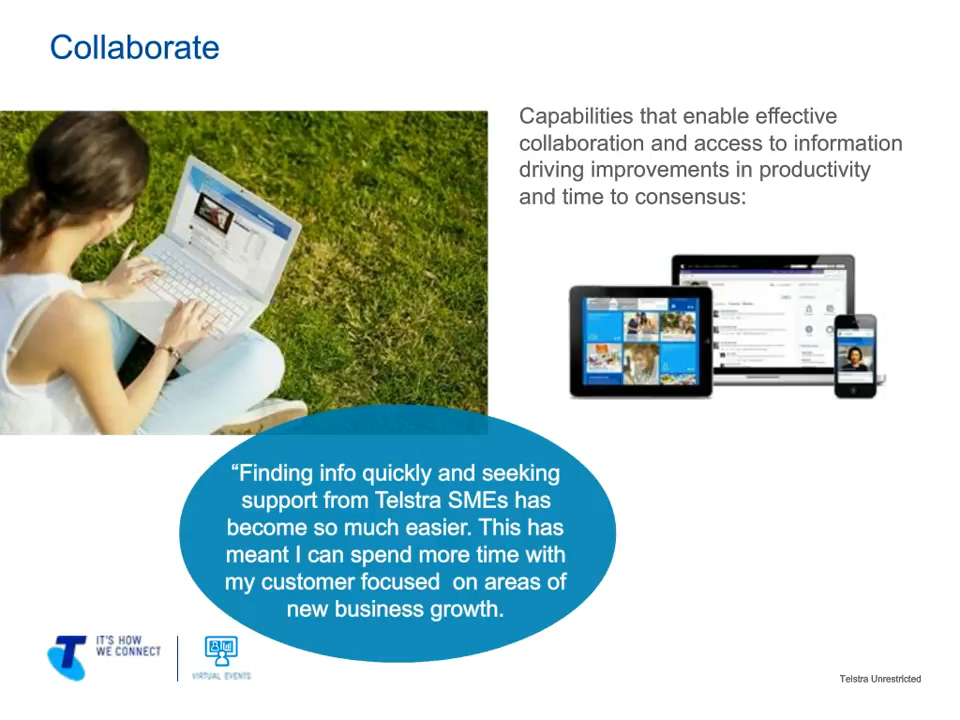 Collaborate
Capabilities that enable effective
collaboration and access to information
driving improvements in productivity
and time to consensus:
“Finding info quickly and seeking
support from Telstra SMEs has
become so much easier. This has
meant I can spend more time with
my customer focused  on areas of
new business growth.
IT'S HOW
WE CONNECT
VIRTUAL EVENTS
Telstra Unrestricted